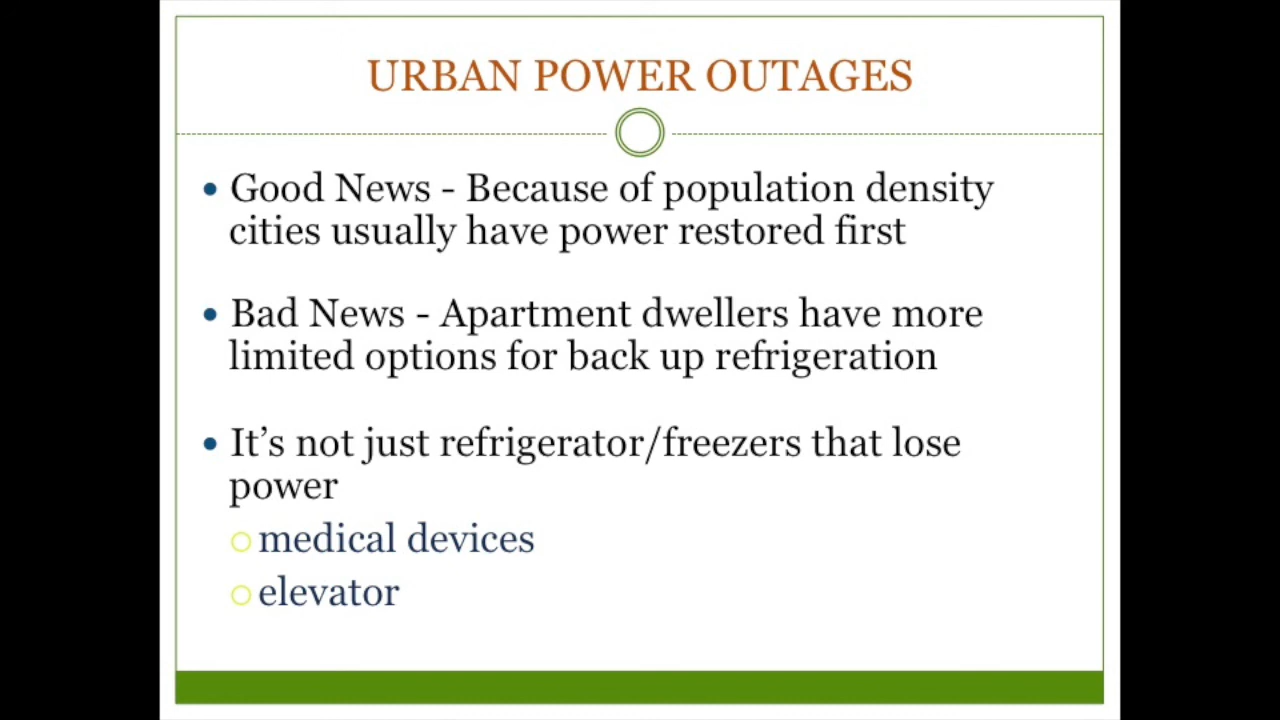 URBAN POWER OUTAGES
• Good News - Because of population density
cities usually have power restored first
• Bad News - Apartment dwellers have more
limited options for back up refrigeration
• It’s not just refrigerator/freezers that lose
power
○ medical devices
○ elevator